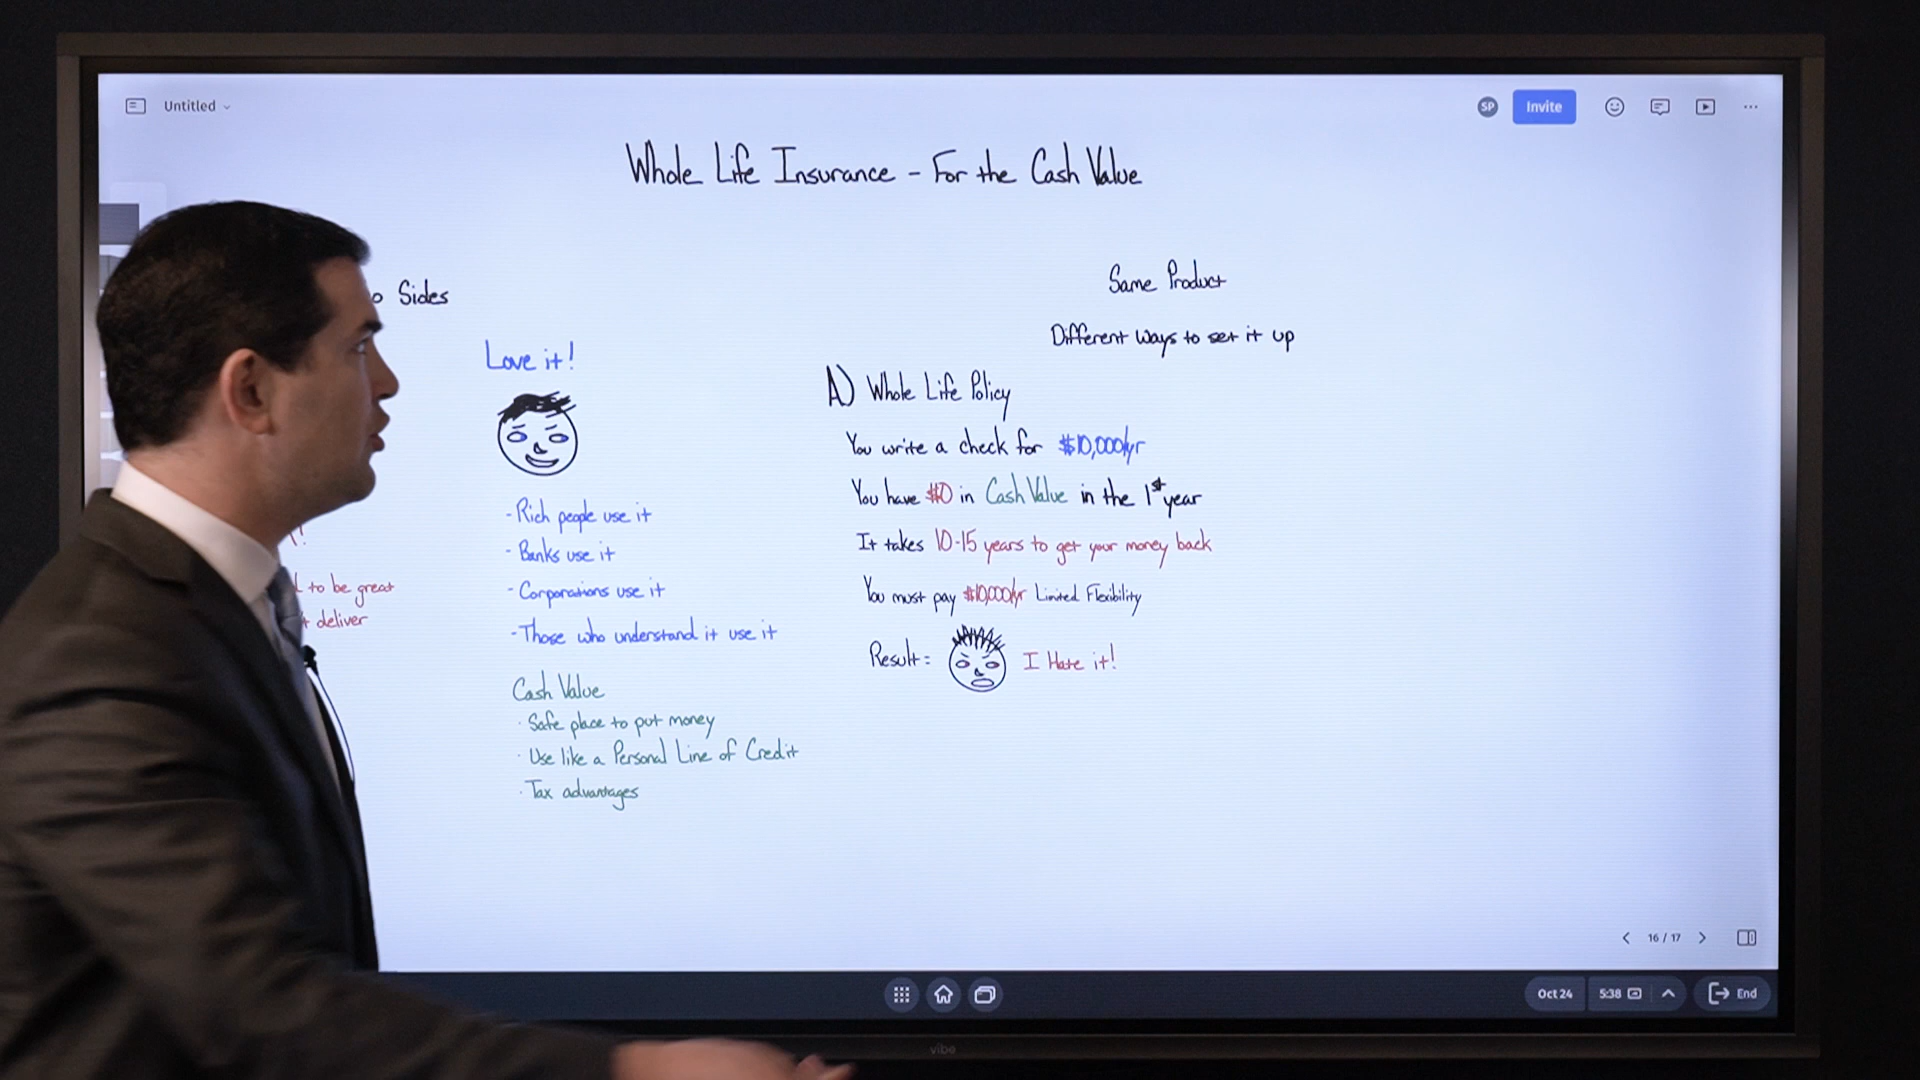 Untitled
SP
Invite
Whole Life Insurance - For the Cash Value
Sides
to be great
deliver
Love it!
- Rich people use it
- Banks use it
- Corporations use it
- Those who understand it use it
Cash Value
· Safe place to put money
· Use like a Personal Line of Credit
· Tax advantages
Same Product
Different Ways to set it up
A) Whole Life Policy
You write a check for $10,000/yr
You have $0 in Cash Value in the 1st year
It takes 10-15 years to get your money back
You must pay $10,000/yr Limited Flexibility
Result = I Hate it!
16 / 17
Oct 24
5:38
End
vibe